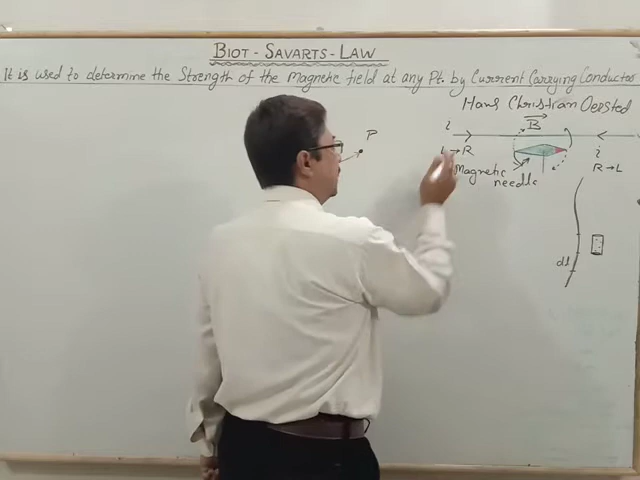 BIOT - SAVARTS - LAW
It is used to determine the Strength of the Magnetic field at any Pt. by Current Carrying Conductor
Hans Christian Oersted
i
B
P
L → R
i
Magnetic
needle
R → L
dl